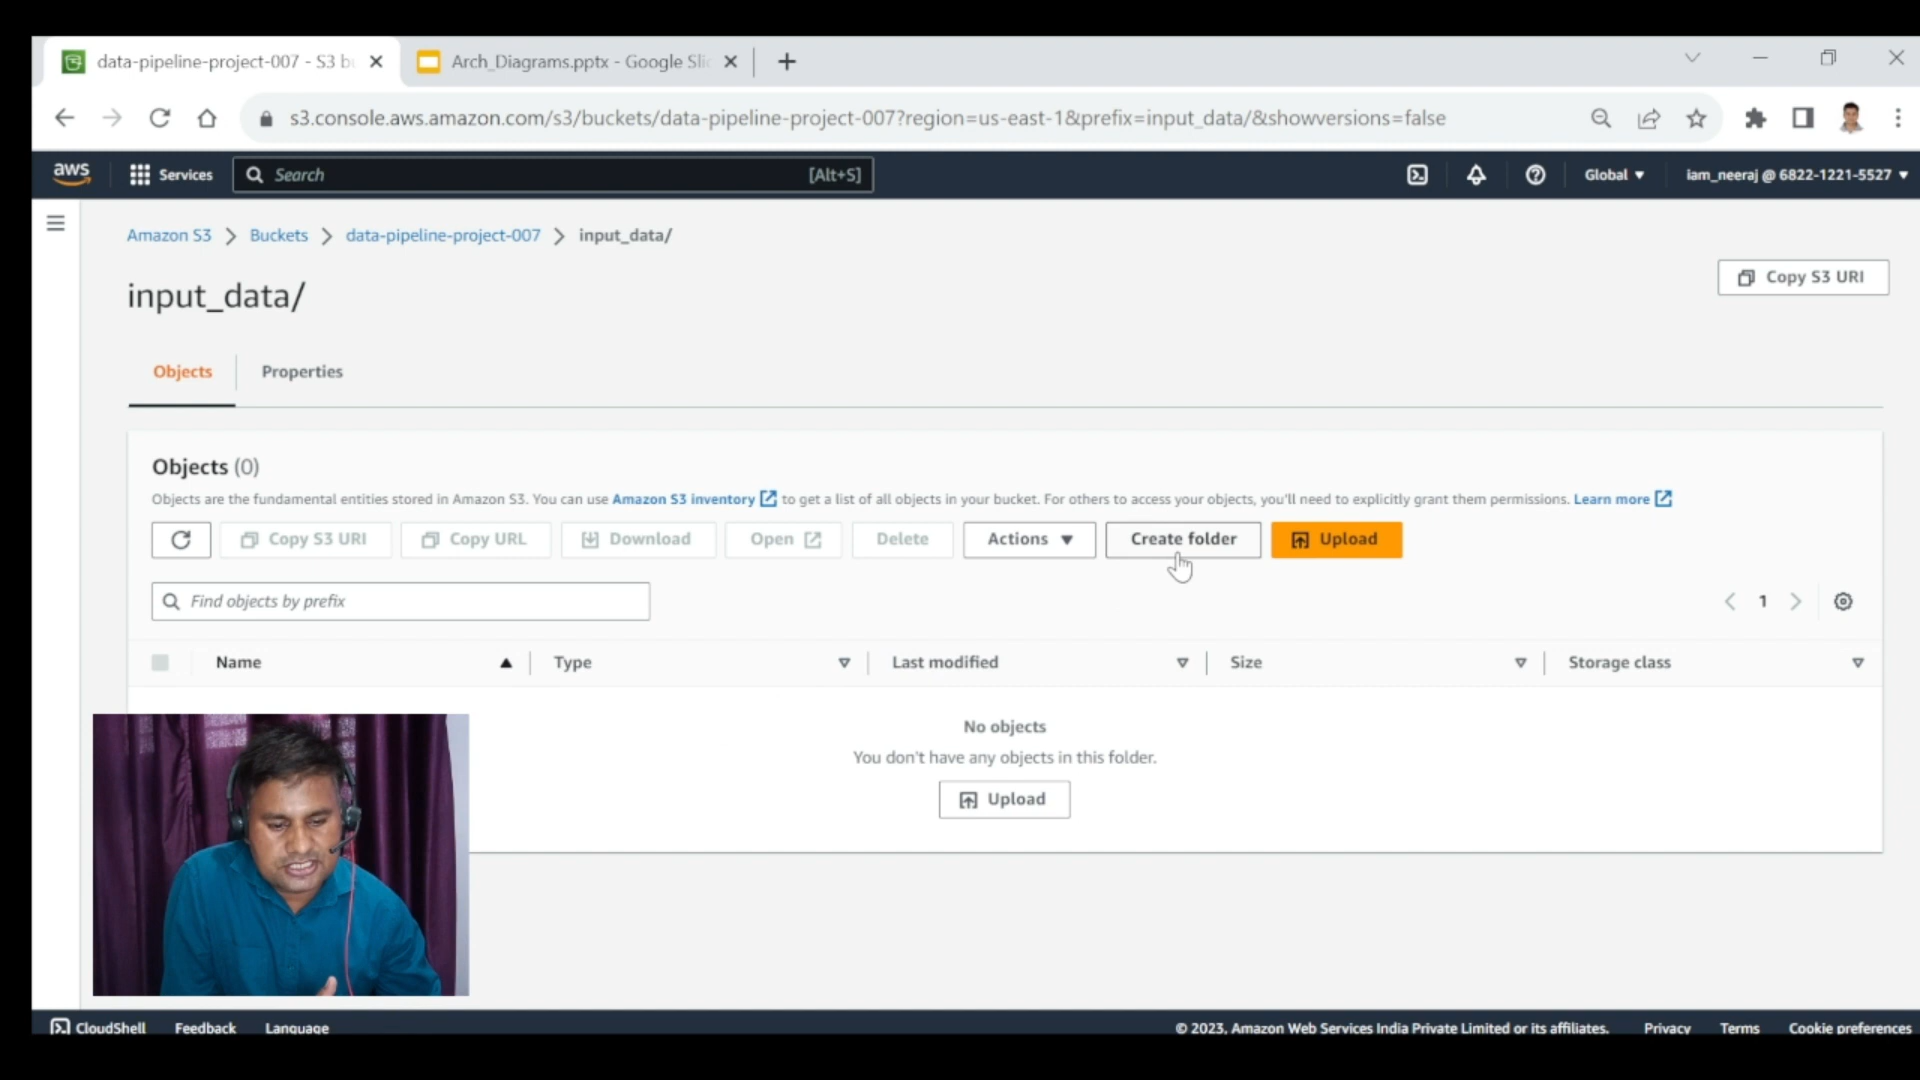 data-pipeline-project-007 - S3 b
Arch_Diagrams.pptx - Google Sli
s3.console.aws.amazon.com/s3/buckets/data-pipeline-project-007?region=us-east-1&prefix=input_data/&showversions=false
aws
Services
Search
[Alt+S]
Global
iam_neeraj @ 6822-1221-5527
Amazon S3 > Buckets > data-pipeline-project-007 > input_data/
input_data/
Copy S3 URI
Objects
Properties
Objects (0)
Objects are the fundamental entities stored in Amazon S3. You can use Amazon S3 inventory to get a list of all objects in your bucket. For others to access your objects, you'll need to explicitly grant them permissions. Learn more
Copy S3 URI
Copy URL
Download
Open
Delete
Actions
Create folder
Upload
Find objects by prefix
1
Name
Type
Last modified
Size
Storage class
No objects
You don't have any objects in this folder.
Upload
CloudShell
Feedback
Language
© 2023, Amazon Web Services India Private Limited or its affiliates.
Privacy
Terms
Cookie preferences